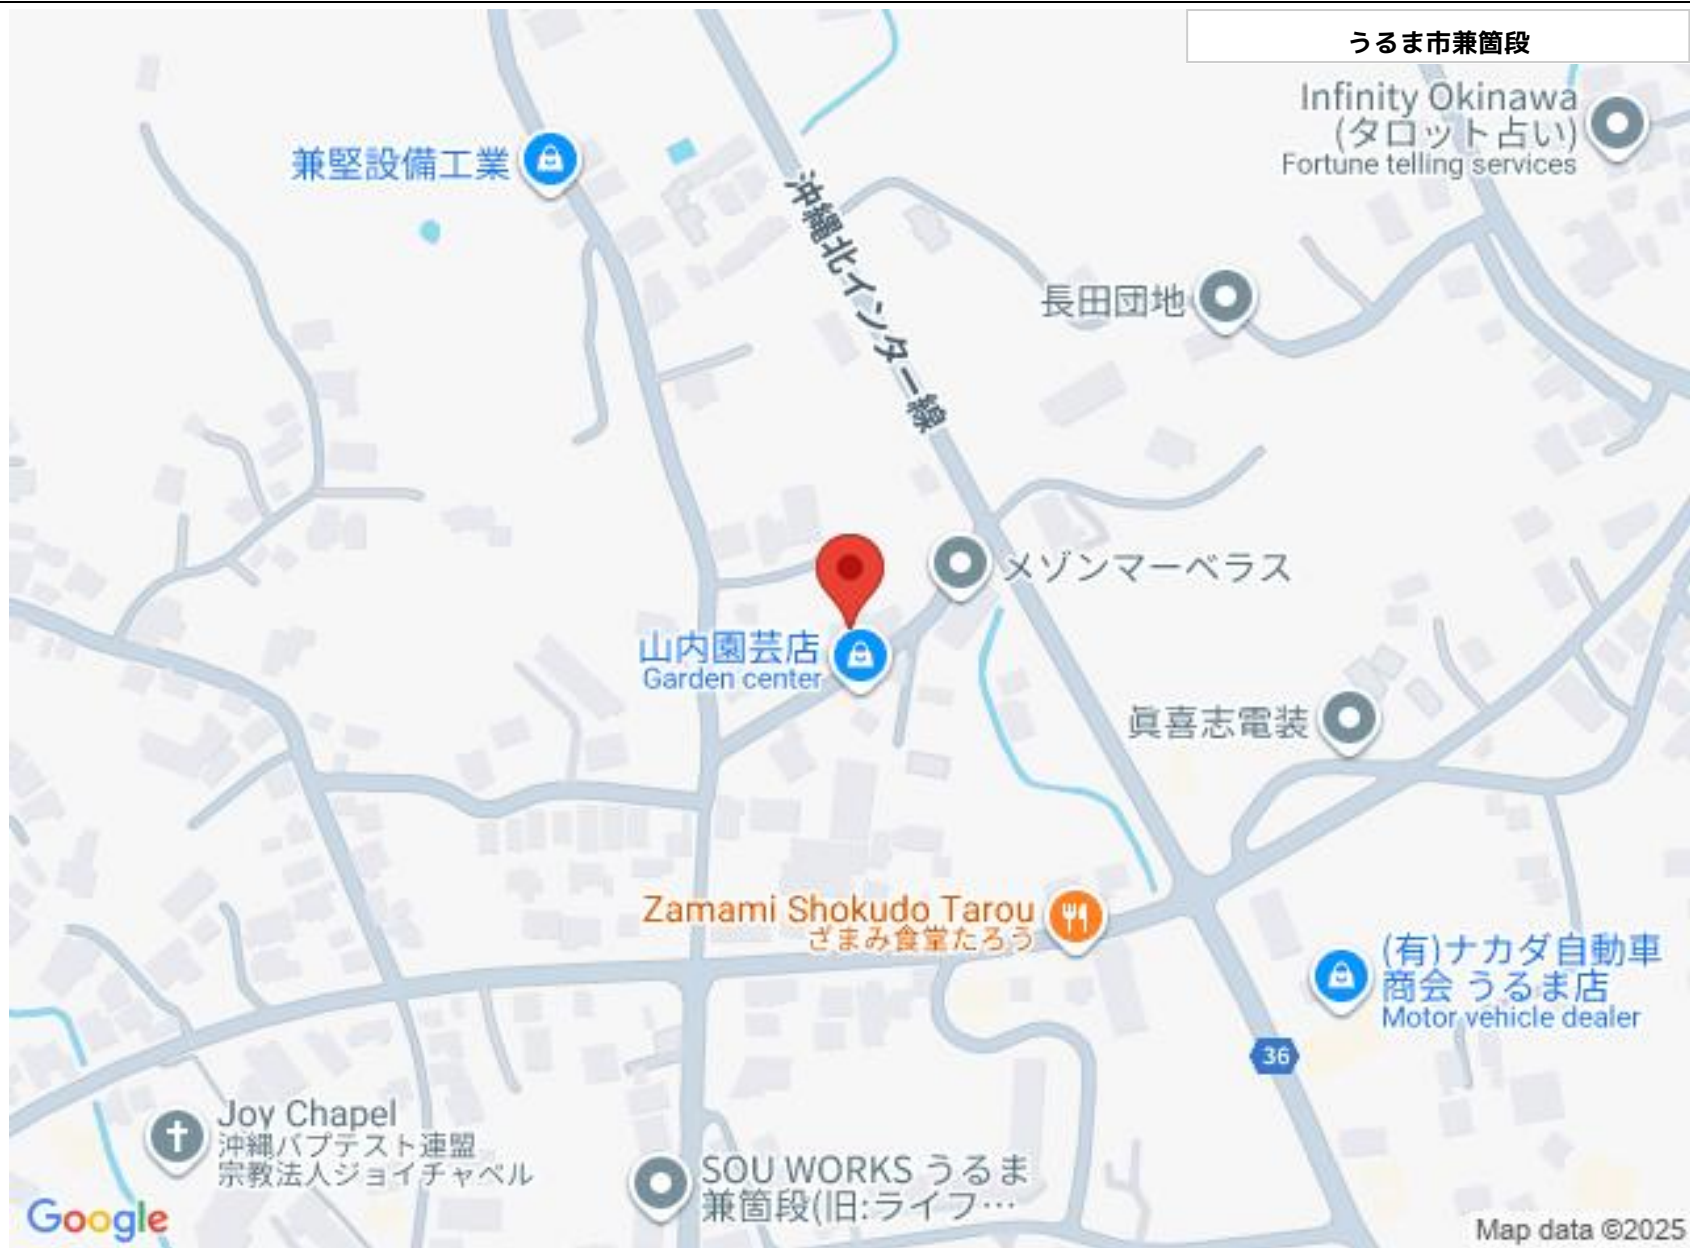 うるま市兼箇段
Infinity Okinawa
(タロット占い)
Fortune telling services
兼堅設備工業
沖縄北インター線
長田団地
メゾンマーベラス
山内園芸店
Garden center
眞喜志電装
Zamami Shokudo Tarou
ざまみ食堂たろう
(有)ナカダ自動車
商会 うるま店
Motor vehicle dealer
36
Joy Chapel
沖縄バプテスト連盟
宗教法人ジョイチャペル
SOU WORKS うるま
兼箇段(旧:ライフ…
Google
Map data ©2025